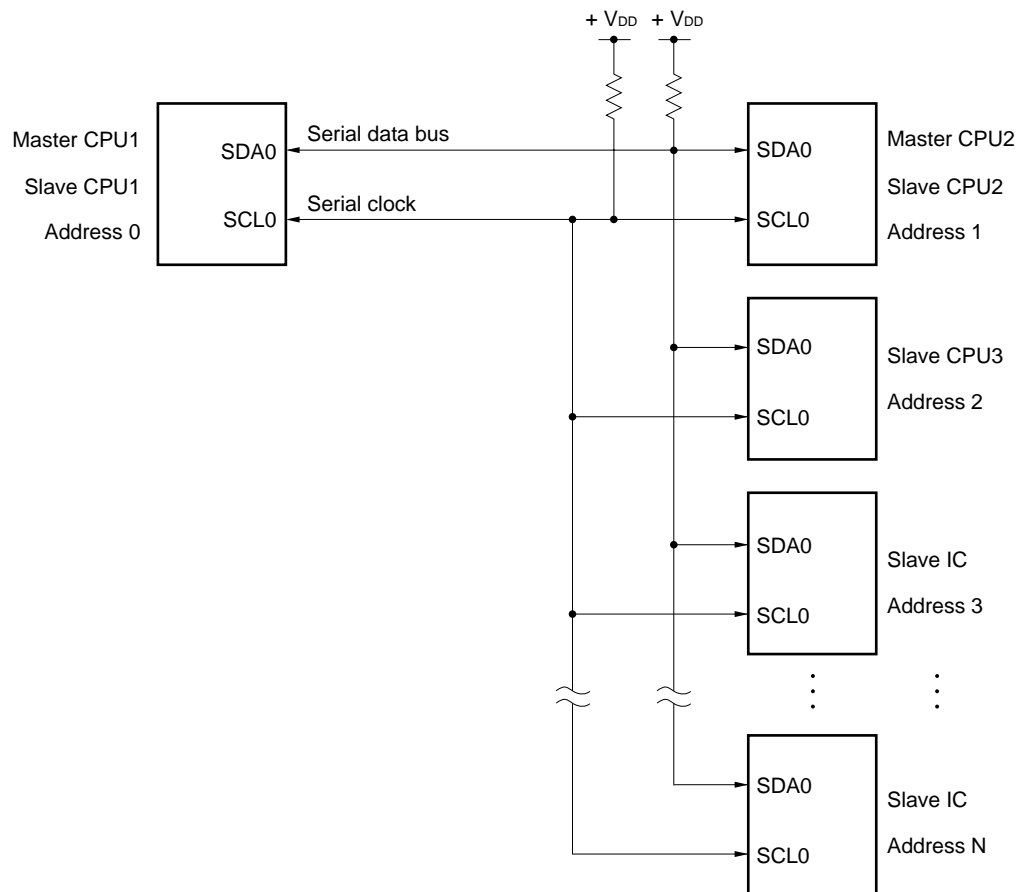 + VDD
+ VDD
Master CPU1
Slave CPU1
Address 0
SDA0
SCL0
Serial data bus
Serial clock
SDA0
SCL0
Master CPU2
Slave CPU2
Address 1
SDA0
SCL0
Slave CPU3
Address 2
SDA0
SCL0
Slave IC
Address 3
SDA0
SCL0
Slave IC
Address N